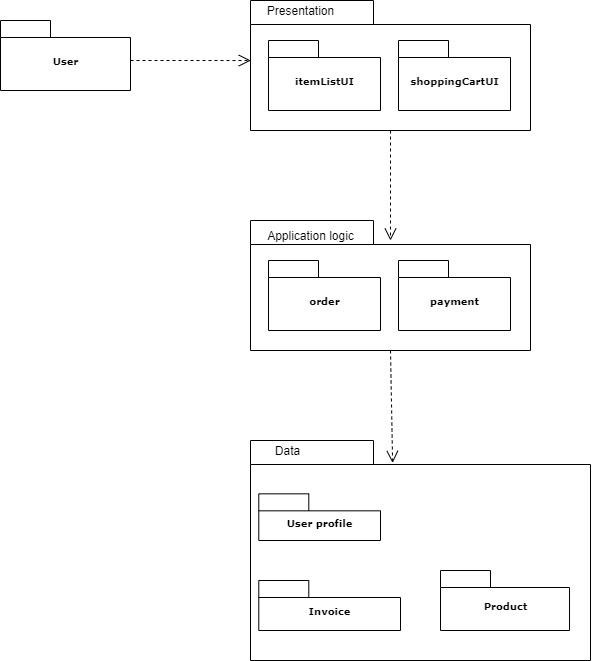 Presentation
User
itemListUI
shoppingCartUI
Application logic
order
payment
Data
User profile
Invoice
Product